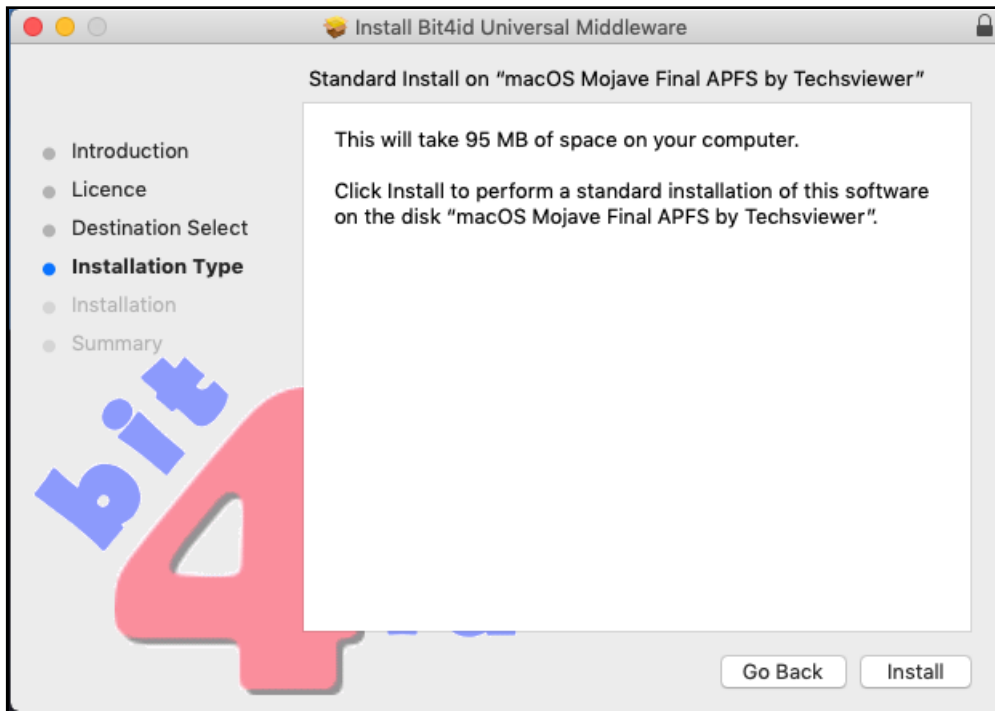 Install Bit4id Universal Middleware
Standard Install on “macOS Mojave Final APFS by Techsviewer”
Introduction
Licence
Destination Select
Installation Type
Installation
Summary
This will take 95 MB of space on your computer.
Click Install to perform a standard installation of this software
on the disk “macOS Mojave Final APFS by Techsviewer”.
bit
4
Go Back
Install